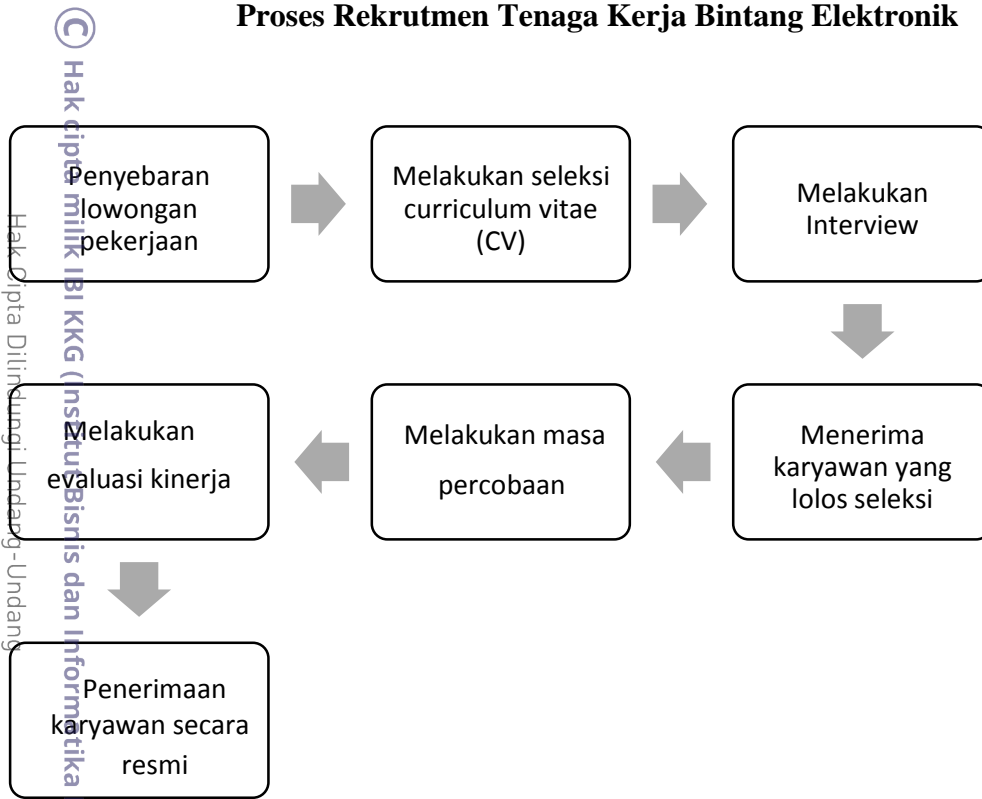 Proses Rekrutmen Tenaga Kerja Bintang Elektronik
Penyebaran
lowongan
pekerjaan
Melakukan seleksi
curriculum vitae
(CV)
Melakukan
Interview
Menerima
karyawan yang
lolos seleksi
Melakukan masa
percobaan
Melakukan
evaluasi kinerja
Penerimaan
karyawan secara
resmi
© Hak cipta milik IBI KKG (Institut Bisnis dan Informatika
Hak Cipta Dilindungi Undang-Undang